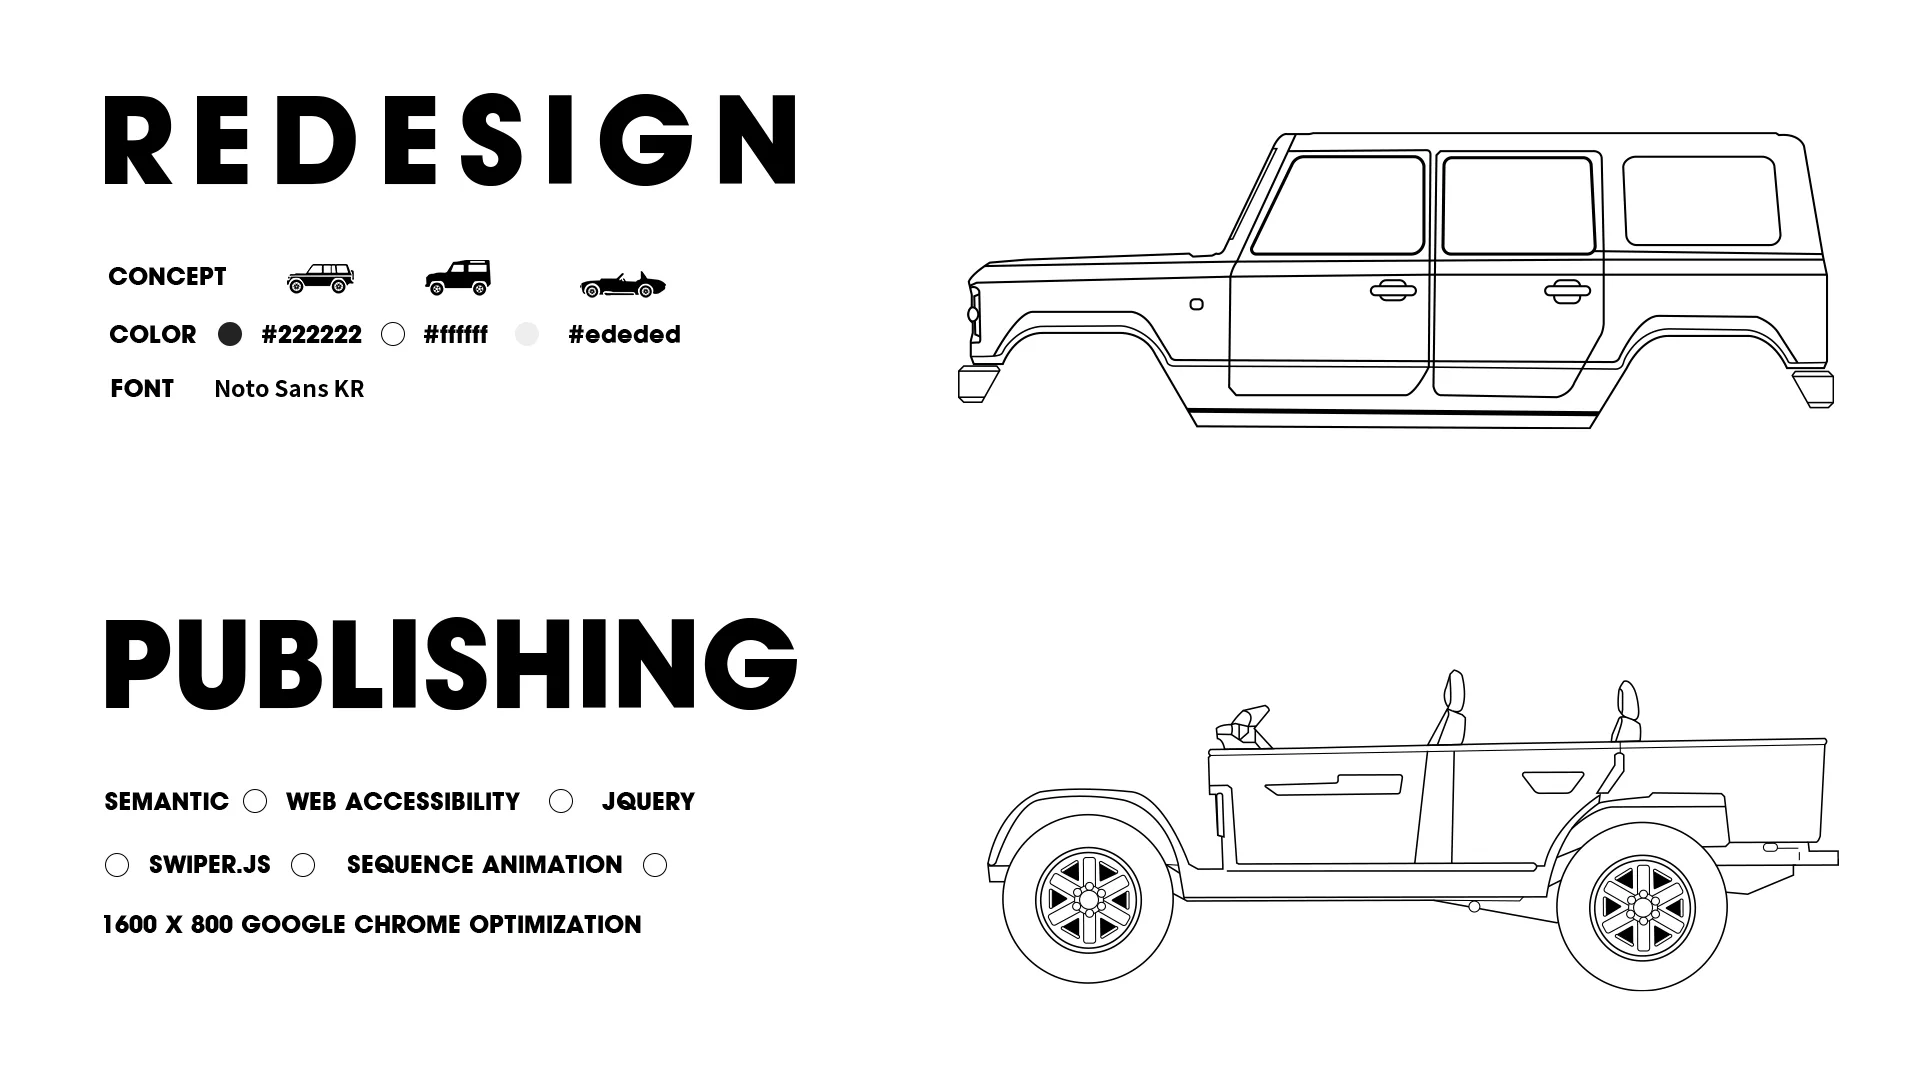 REDESIGN
CONCEPT
COLOR #222222 #ffffff #ededed
FONT Noto Sans KR
PUBLISHING
SEMANTIC WEB ACCESSIBILITY JQUERY
SWIPER.JS SEQUENCE ANIMATION
1600 X 800 GOOGLE CHROME OPTIMIZATION